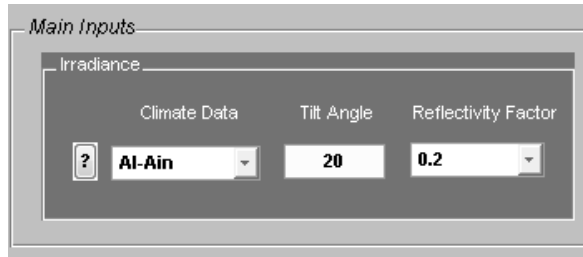 Main Inputs
Irradiance
Climate Data Tilt Angle Reflectivity Factor
? Al-Ain 20 0.2